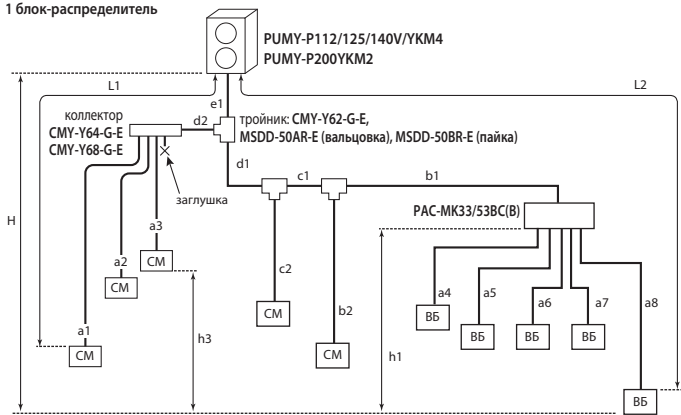 1 блок-распределитель
PUMY-P112/125/140V/YKM4
PUMY-P200YKM2
L1
L2
e1
коллектор
CMY-Y64-G-E
CMY-Y68-G-E
d2
тройник: CMY-Y62-G-E,
MSDD-50AR-E (вальцовка), MSDD-50BR-E (пайка)
d1
c1
b1
заглушка
PAC-MK33/53BC(B)
H
a3
a2
СМ
СМ
c2
a4
a5
a6
a7
a8
СМ
b2
ВБ
a1
h3
h1
ВБ
ВБ
ВБ
СМ
СМ
ВБ